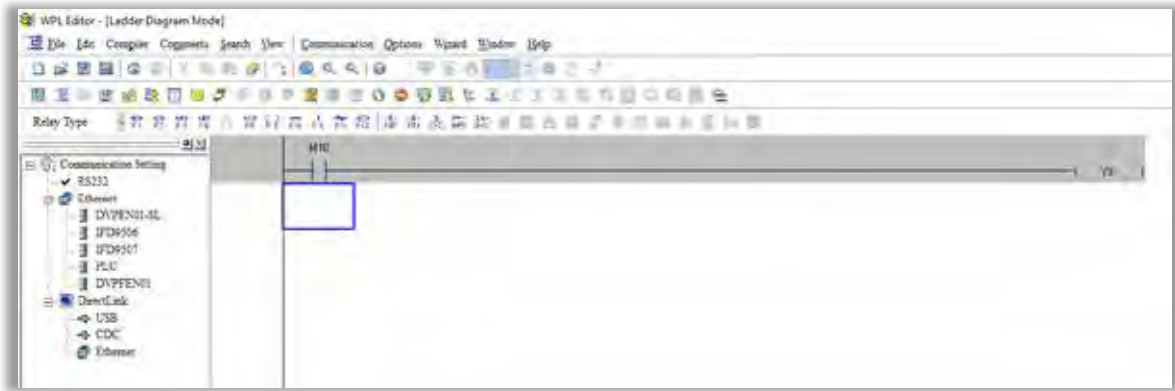 WPL Editor - [Ladder Diagram Mode]
File Edit Compiler Comments Search View Communication Options Wizard Window Help
Relay Type
M10
Y0
Communication Setting
RS232
Ethernet
DVPEN01-SL
IFD9506
IFD9507
PLC
DVPFEN01
DirectLink
USB
CDC
Ethernet